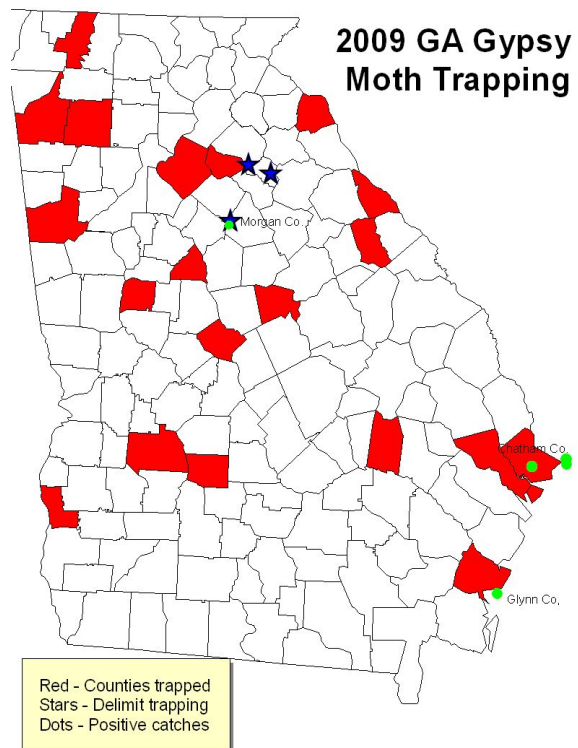 2009 GA Gypsy
Moth Trapping
Morgan Co,
Chatham Co,
Glynn Co,
Red - Counties trapped
Stars - Delimit trapping
Dots - Positive catches